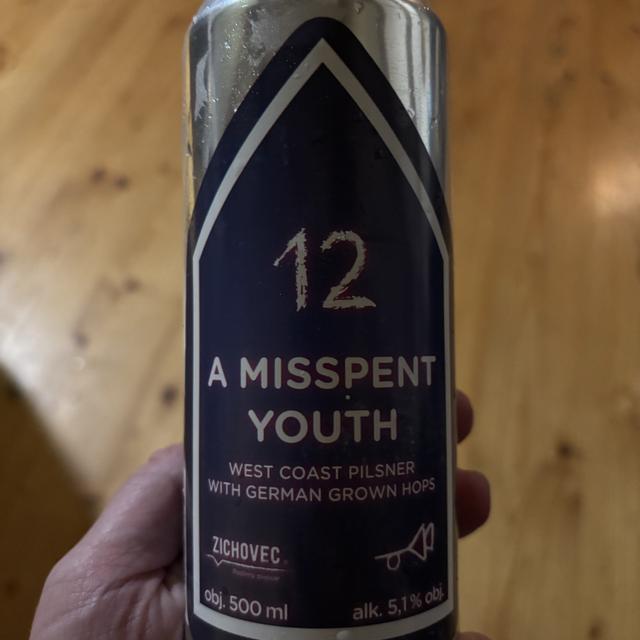 12
A MISSPENT
YOUTH
WEST COAST PILSNER
WITH GERMAN GROWN HOPS
ZICHOVEC
obj. 500 ml
alk. 5,1% obj.